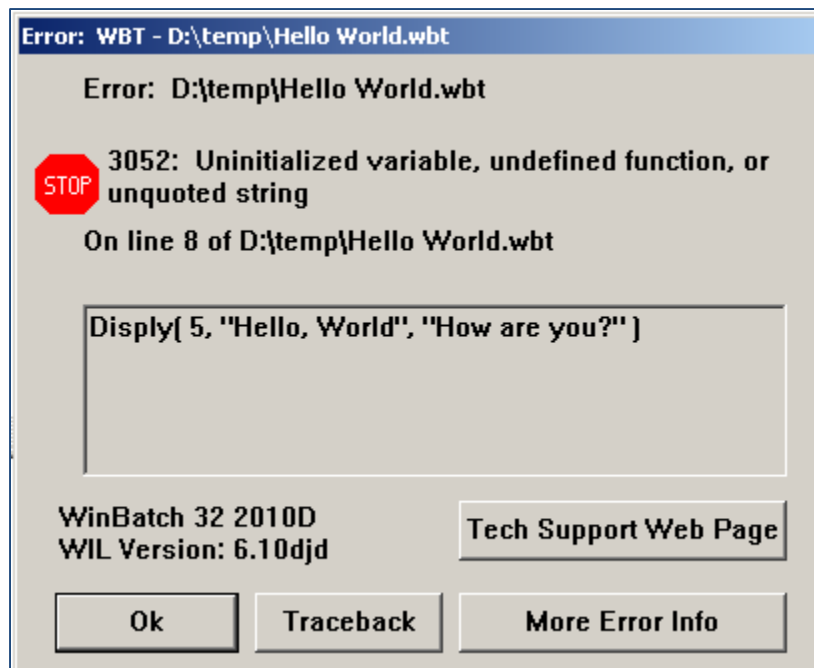 Error: WBT - D:\temp\Hello World.wbt
Error: D:\temp\Hello World.wbt
STOP
3052: Uninitialized variable, undefined function, or
unquoted string
On line 8 of D:\temp\Hello World.wbt
Disply( 5, "Hello, World", "How are you?" )
WinBatch 32 2010D
WIL Version: 6.10djd
Tech Support Web Page
Ok
Traceback
More Error Info